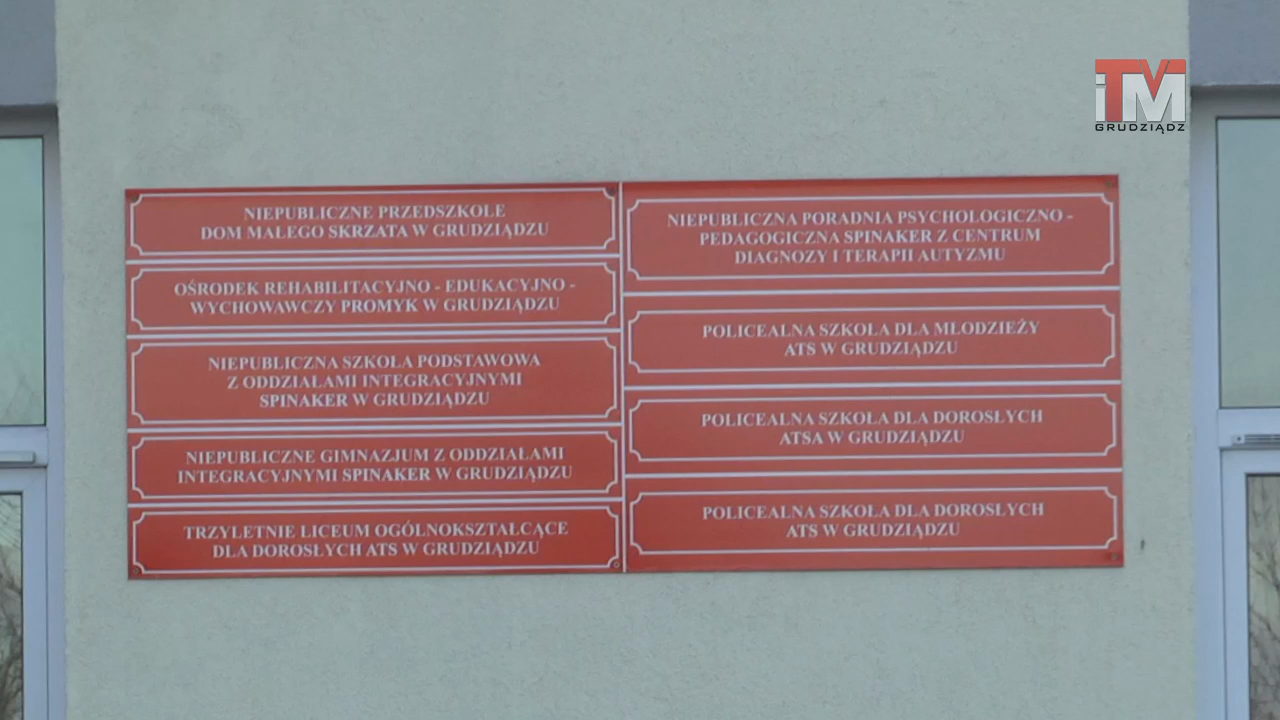 iTVM
GRUDZIĄDZ
NIEPUBLICZNE PRZEDSZKOLE
DOM MAŁEGO SKRZATA W GRUDZIĄDZU
OŚRODEK REHABILITACYJNO - EDUKACYJNO -
WYCHOWAWCZY PROMYK W GRUDZIĄDZU
NIEPUBLICZNA SZKOŁA PODSTAWOWA
Z ODDZIAŁAMI INTEGRACYJNYMI
SPINAKER W GRUDZIĄDZU
NIEPUBLICZNE GIMNAZJUM Z ODDZIAŁAMI
INTEGRACYJNYMI SPINAKER W GRUDZIĄDZU
TRZYLETNIE LICEUM OGÓLNOKSZTAŁCĄCE
DLA DOROSŁYCH ATS W GRUDZIĄDZU
NIEPUBLICZNA PORADNIA PSYCHOLOGICZNO -
PEDAGOGICZNA SPINAKER Z CENTRUM
DIAGNOZY I TERAPII AUTYZMU
POLICEALNA SZKOŁA DLA MŁODZIEŻY
ATS W GRUDZIĄDZU
POLICEALNA SZKOŁA DLA DOROSŁYCH
ATSA W GRUDZIĄDZU
POLICEALNA SZKOŁA DLA DOROSŁYCH
ATS W GRUDZIĄDZU